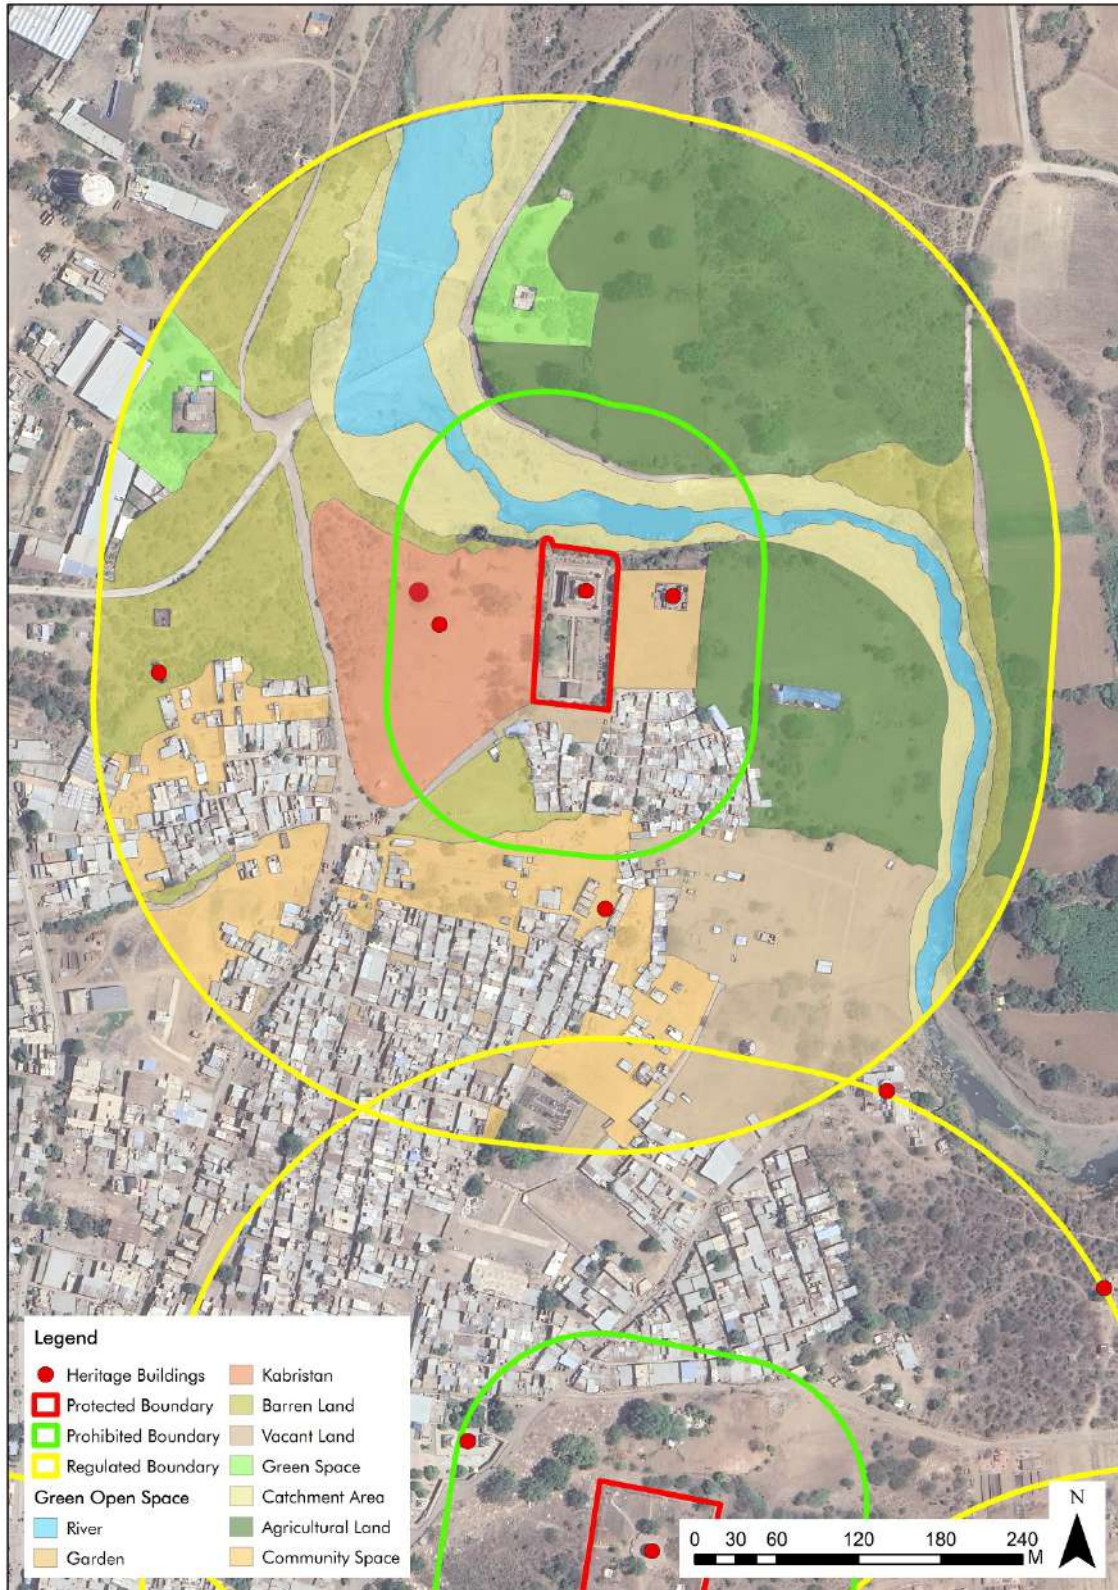 N
0 30 60 120 180 240
M
Legend
Heritage Buildings
Protected Boundary
Prohibited Boundary
Regulated Boundary
Green Open Space
River
Garden
Kabristan
Barren Land
Vacant Land
Green Space
Catchment Area
Agricultural Land
Community Space